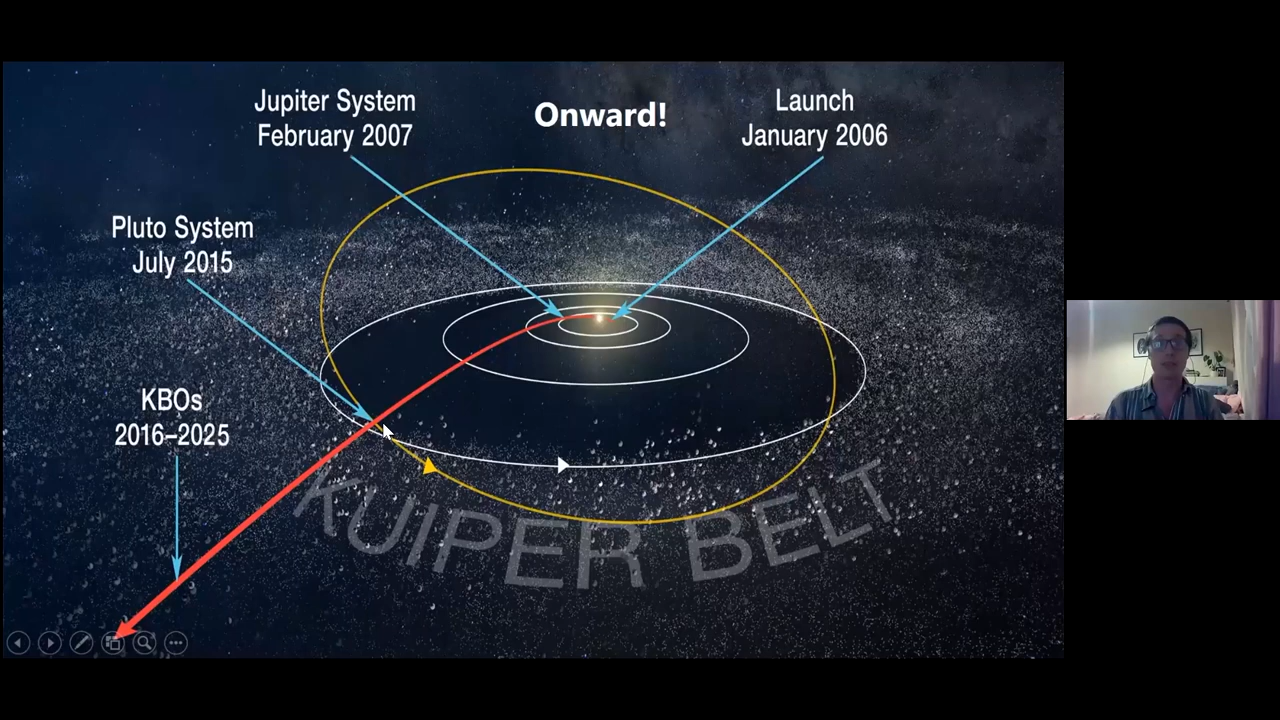 Onward!
Jupiter System
February 2007
Launch
January 2006
Pluto System
July 2015
KBOs
2016–2025
KUIPER BELT